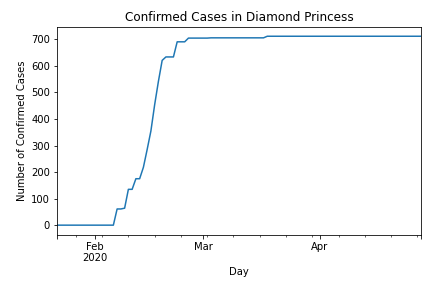 Confirmed Cases in Diamond Princess
Number of Confirmed Cases
700
600
500
400
300
200
100
0
Feb Mar Apr
2020
Day